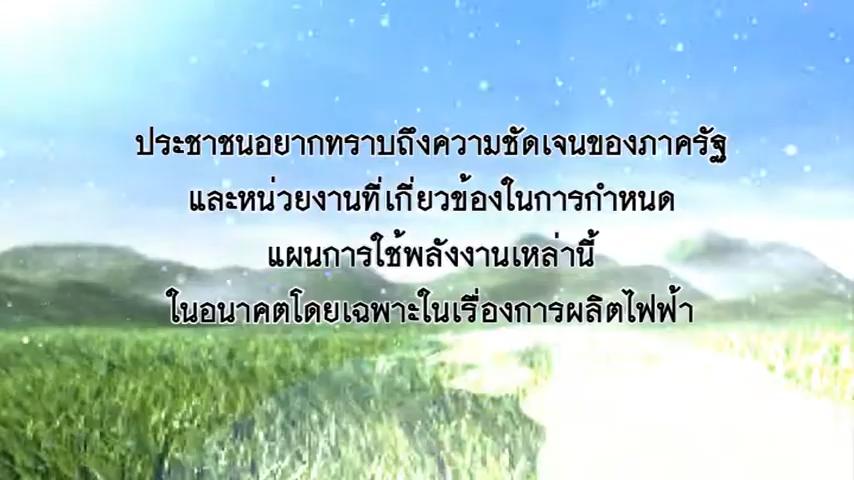 ประชาชนอยากทราบถึงความชัดเจนของภาครัฐ
และหน่วยงานที่เกี่ยวข้องในการกำหนด
แผนการใช้พลังงานเหล่านี้
ในอนาคตโดยเฉพาะในเรื่องการผลิตไฟฟ้า